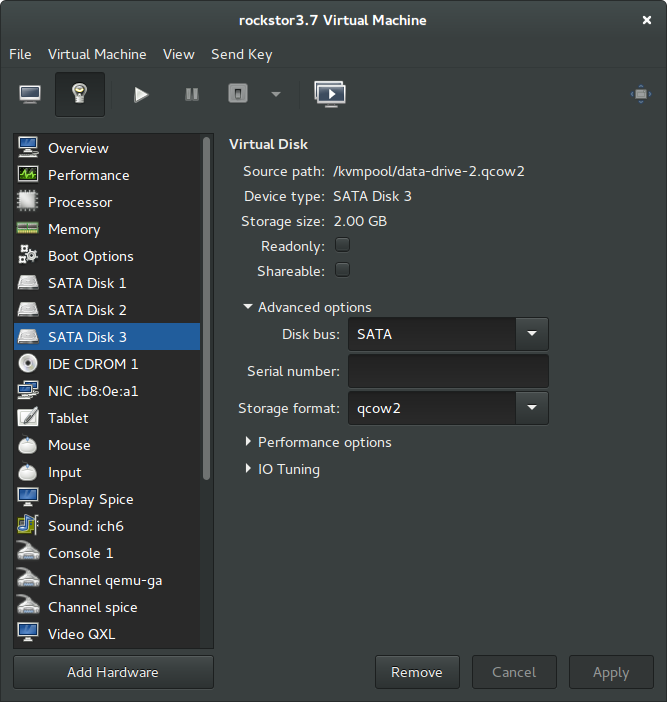 rockstor3.7 Virtual Machine
File Virtual Machine View Send Key
Overview
Performance
Processor
Memory
Boot Options
SATA Disk 1
SATA Disk 2
SATA Disk 3
IDE CDROM 1
NIC :b8:0e:a1
Tablet
Mouse
Input
Display Spice
Sound: ich6
Console 1
Channel qemu-ga
Channel spice
Video QXL
Add Hardware
Virtual Disk
Source path: /kvmpool/data-drive-2.qcow2
Device type: SATA Disk 3
Storage size: 2.00 GB
Readonly:
Shareable:
Advanced options
Disk bus: SATA
Serial number:
Storage format: qcow2
Performance options
IO Tuning
Remove Cancel Apply